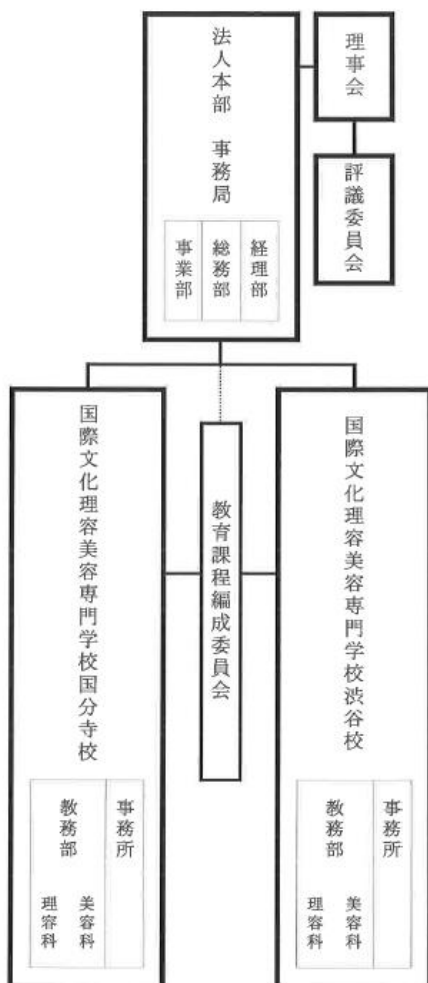 理事会
評議委員会
法人本部 事務局
経理部
総務部
事業部
国際文化理容美容専門学校渋谷校
事務所
教務部
美容科
理容科
教育課程編成委員会
国際文化理容美容専門学校国分寺校
事務所
教務部
美容科
理容科